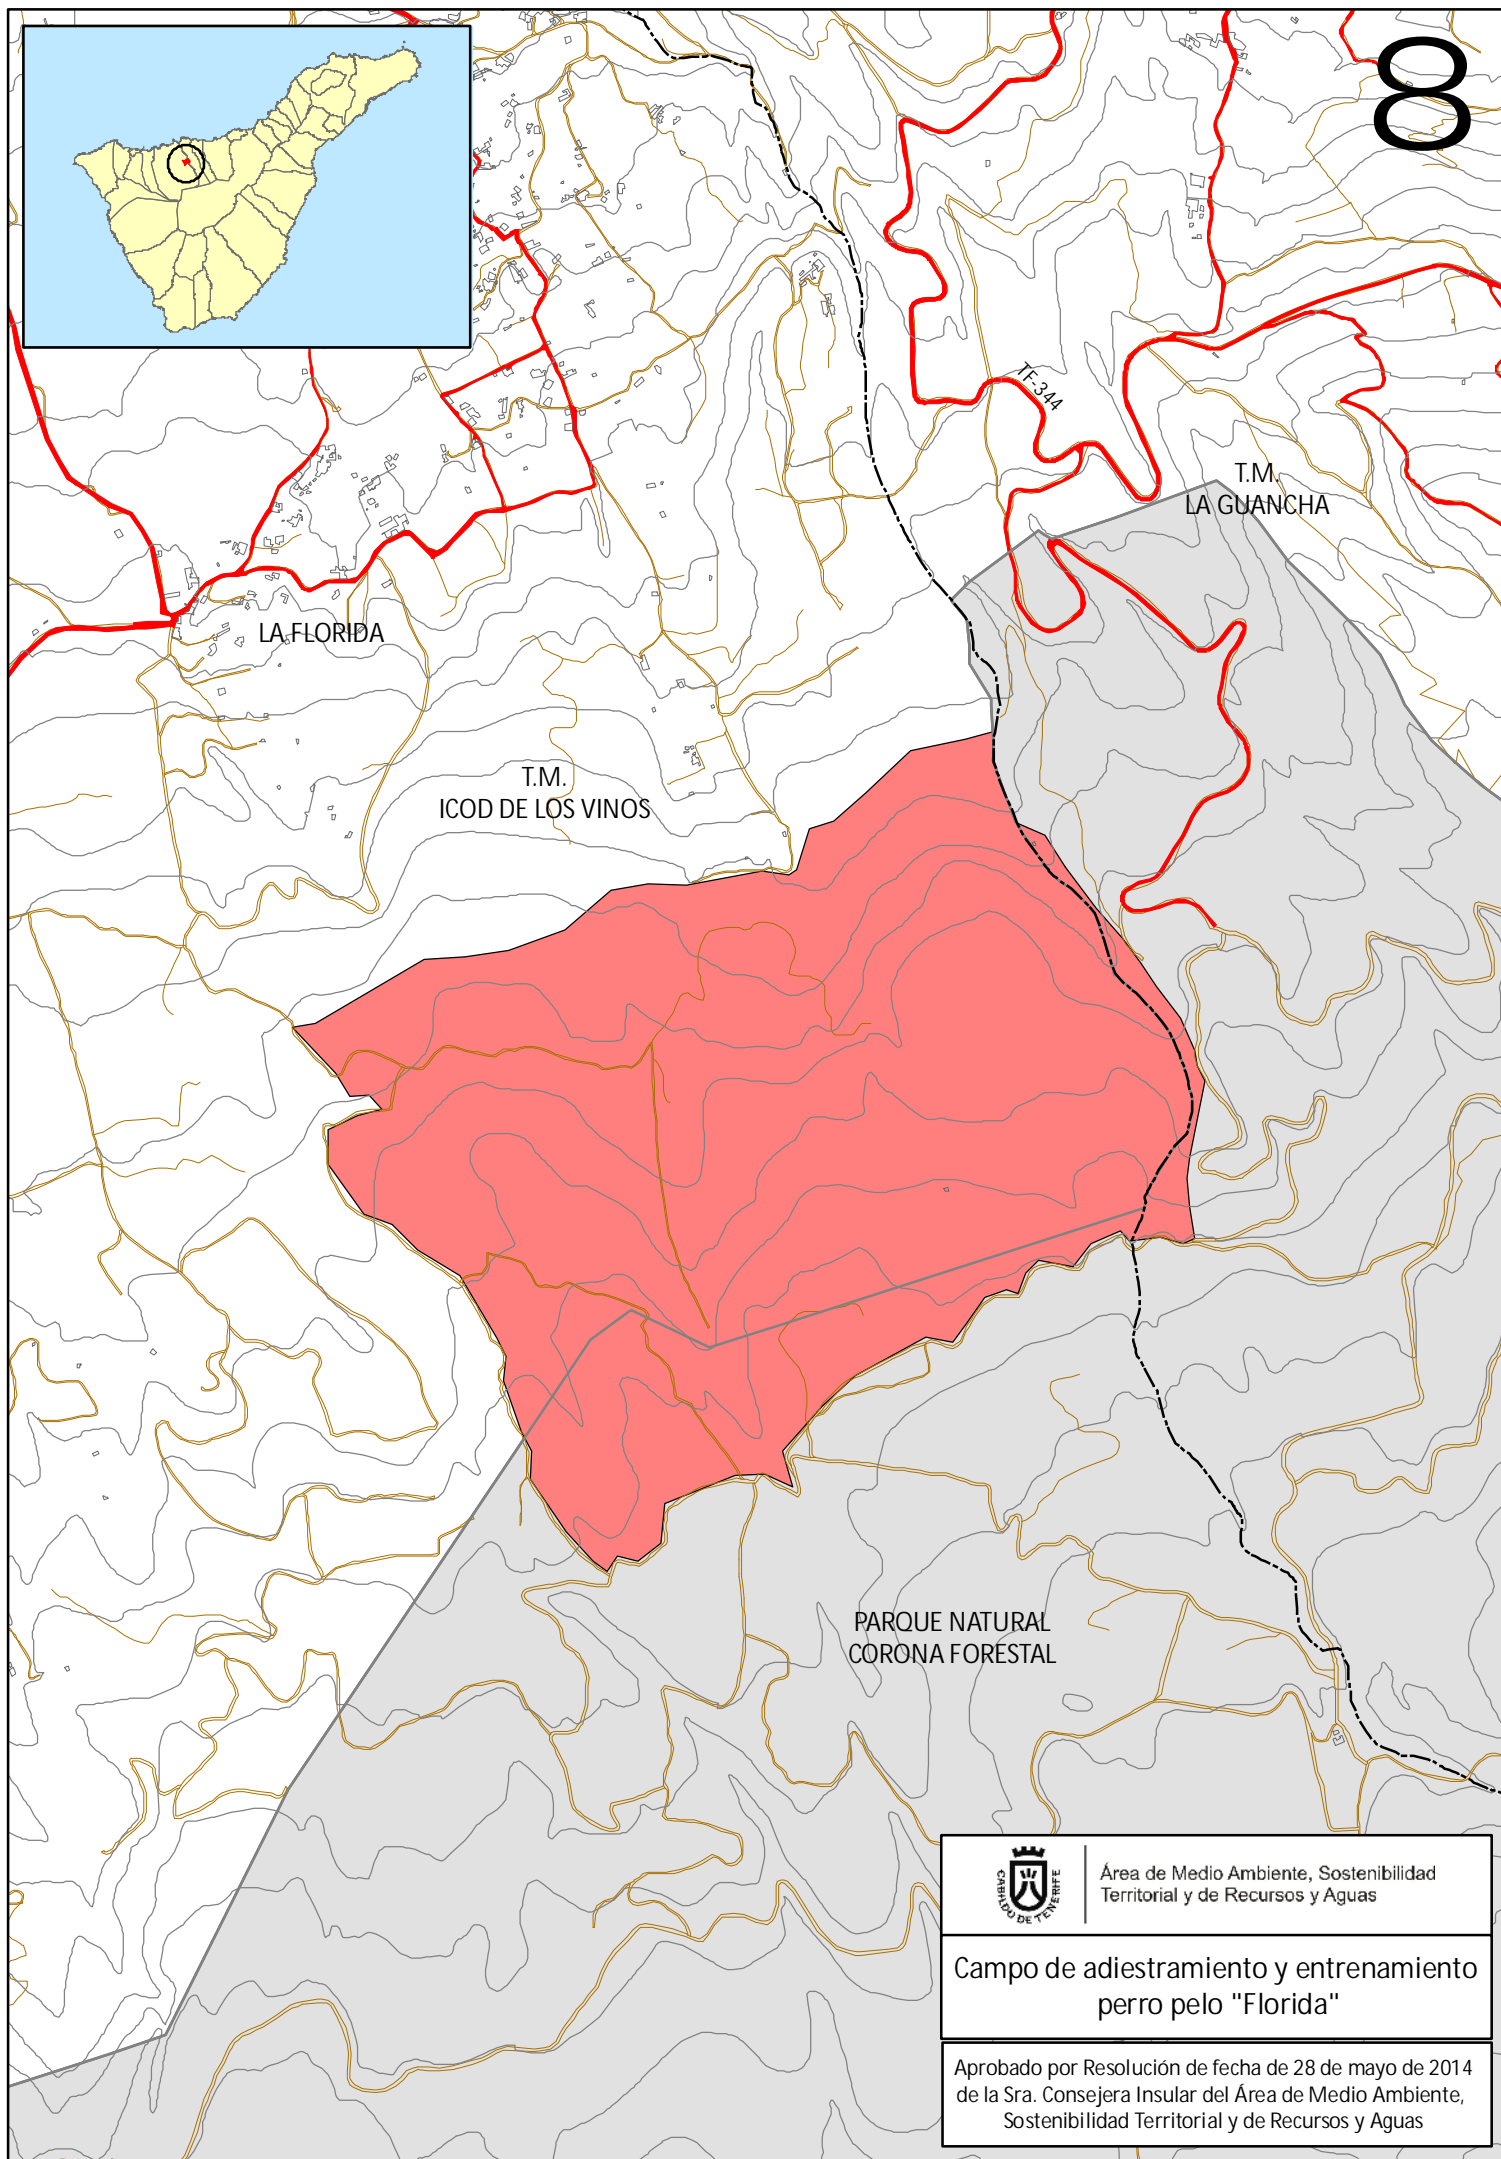 8
TF-344
T.M.
LA GUANCHA
LA FLORIDA
T.M.
ICOD DE LOS VINOS
PARQUE NATURAL
CORONA FORESTAL
CABILDO DE TENERIFE
Área de Medio Ambiente, Sostenibilidad
Territorial y de Recursos y Aguas
Campo de adiestramiento y entrenamiento
perro pelo "Florida"
Aprobado por Resolución de fecha de 28 de mayo de 2014
de la Sra. Consejera Insular del Área de Medio Ambiente,
Sostenibilidad Territorial y de Recursos y Aguas